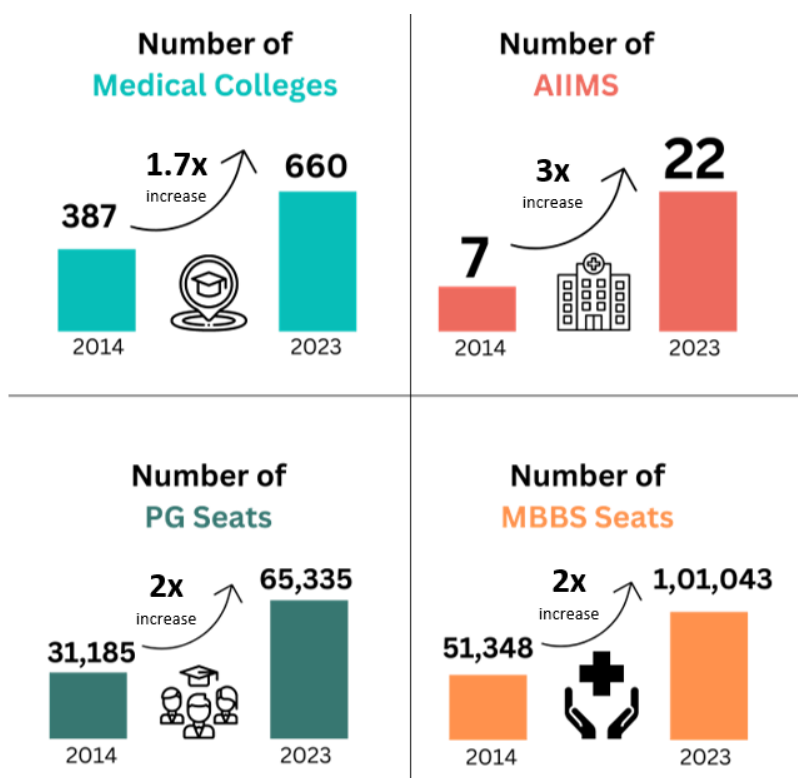 Number of
Medical Colleges
1.7x
increase
387
660
2014
2023
Number of
AIIMS
3x
increase
7
22
2014
2023
Number of
PG Seats
2x
increase
31,185
65,335
2014
2023
Number of
MBBS Seats
2x
increase
51,348
1,01,043
2014
2023